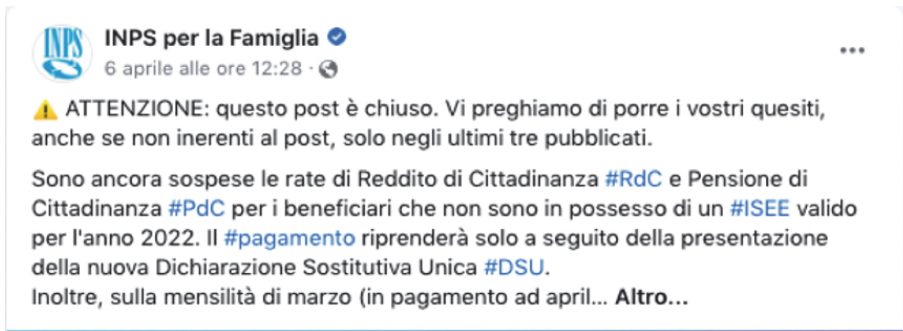 INPS
INPS per la Famiglia
6 aprile alle ore 12:28 ·
⚠️ ATTENZIONE: questo post è chiuso. Vi preghiamo di porre i vostri quesiti,
anche se non inerenti al post, solo negli ultimi tre pubblicati.
Sono ancora sospese le rate di Reddito di Cittadinanza #RdC e Pensione di
Cittadinanza #PdC per i beneficiari che non sono in possesso di un #ISEE valido
per l'anno 2022. Il #pagamento riprenderà solo a seguito della presentazione
della nuova Dichiarazione Sostitutiva Unica #DSU.
Inoltre, sulla mensilità di marzo (in pagamento ad april... Altro...